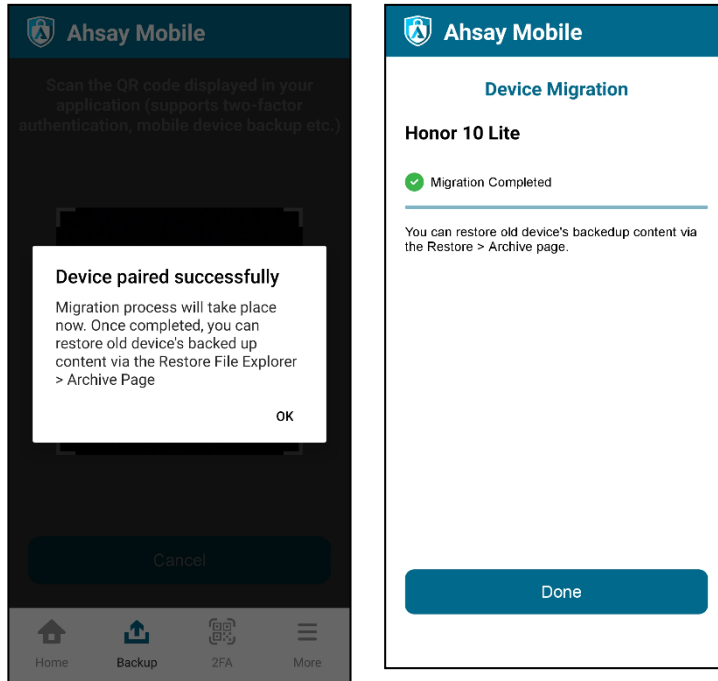 Ahsay Mobile
Scan the QR code displayed in your
application (supports two-factor
authentication, mobile device backup etc.)
Device paired successfully
Migration process will take place
now. Once completed, you can
restore old device's backed up
content via the Restore File Explorer
> Archive Page
OK
Cancel
Home
Backup
2FA
More
Ahsay Mobile
Device Migration
Honor 10 Lite
Migration Completed
You can restore old device's backedup content via
the Restore > Archive page.
Done